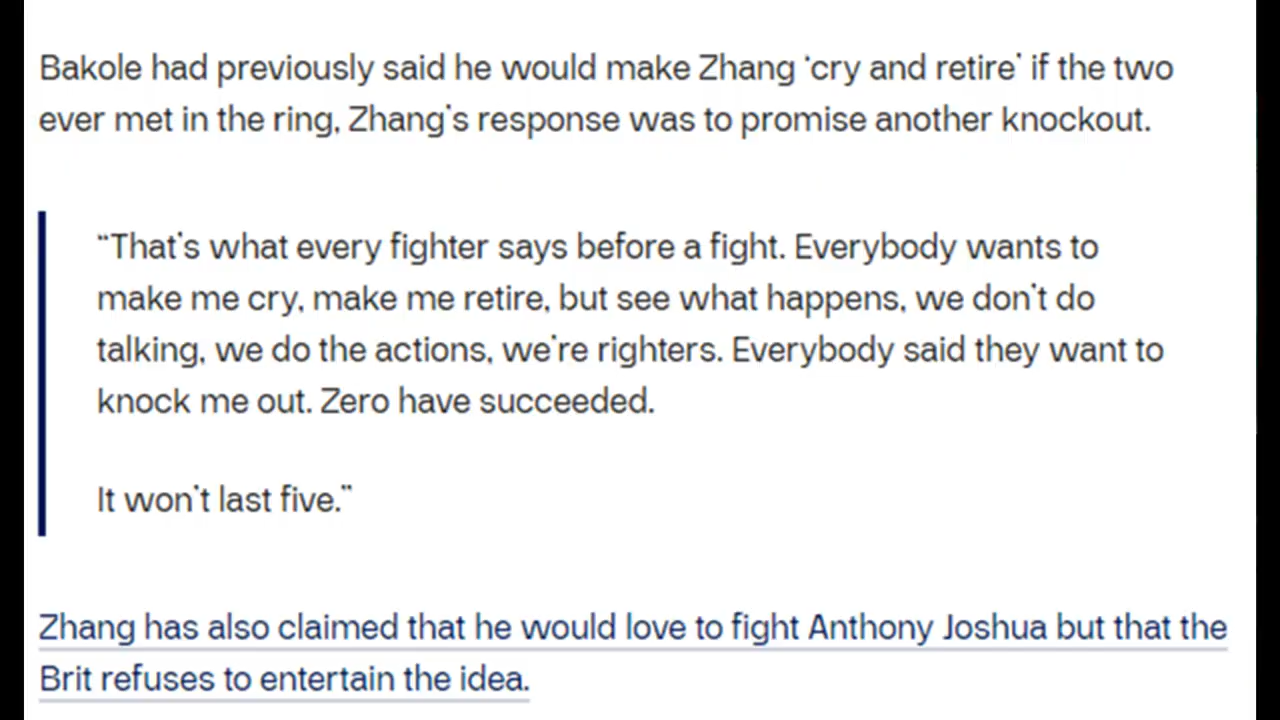 Bakole had previously said he would make Zhang ‘cry and retire’ if the two
ever met in the ring, Zhang’s response was to promise another knockout.
“That’s what every fighter says before a fight. Everybody wants to
make me cry, make me retire, but see what happens, we don’t do
talking, we do the actions, we’re righters. Everybody said they want to
knock me out. Zero have succeeded.
It won’t last five.”
Zhang has also claimed that he would love to fight Anthony Joshua but that the
Brit refuses to entertain the idea.